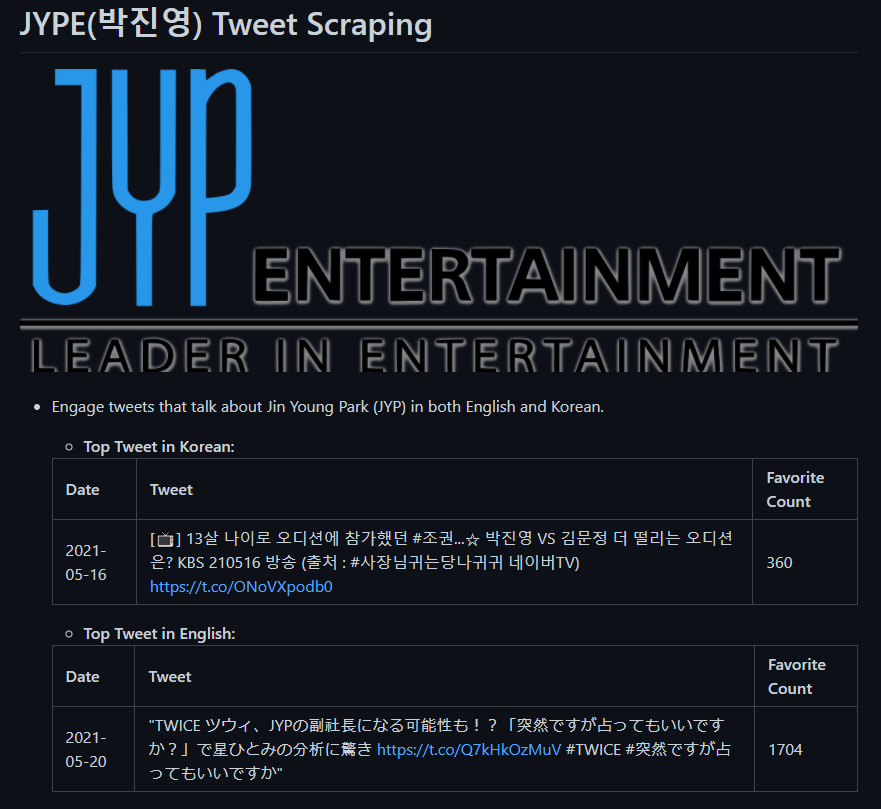 JYPE(박진영) Tweet Scraping
JYP ENTERTAINMENT
LEADER IN ENTERTAINMENT
Engage tweets that talk about Jin Young Park (JYP) in both English and Korean.
Top Tweet in Korean:
Date Tweet Favorite Count
2021-05-16
[📺] 13살 나이로 오디션에 참가했던 #조권...☆ 박진영 VS 김문정 더 떨리는 오디션
은? KBS 210516 방송 (출처 : #사장님귀는당나귀귀 네이버TV)
https://t.co/ONoVXpodb0
360
Top Tweet in English:
Date Tweet Favorite Count
2021-05-20
"TWICE ツウィ、JYPの副社長になる可能性も！？「突然ですが占ってもいいです
か？」で星ひとみの分析に驚き https://t.co/Q7kHkOzMuV #TWICE #突然ですが占
ってもいいですか"
1704